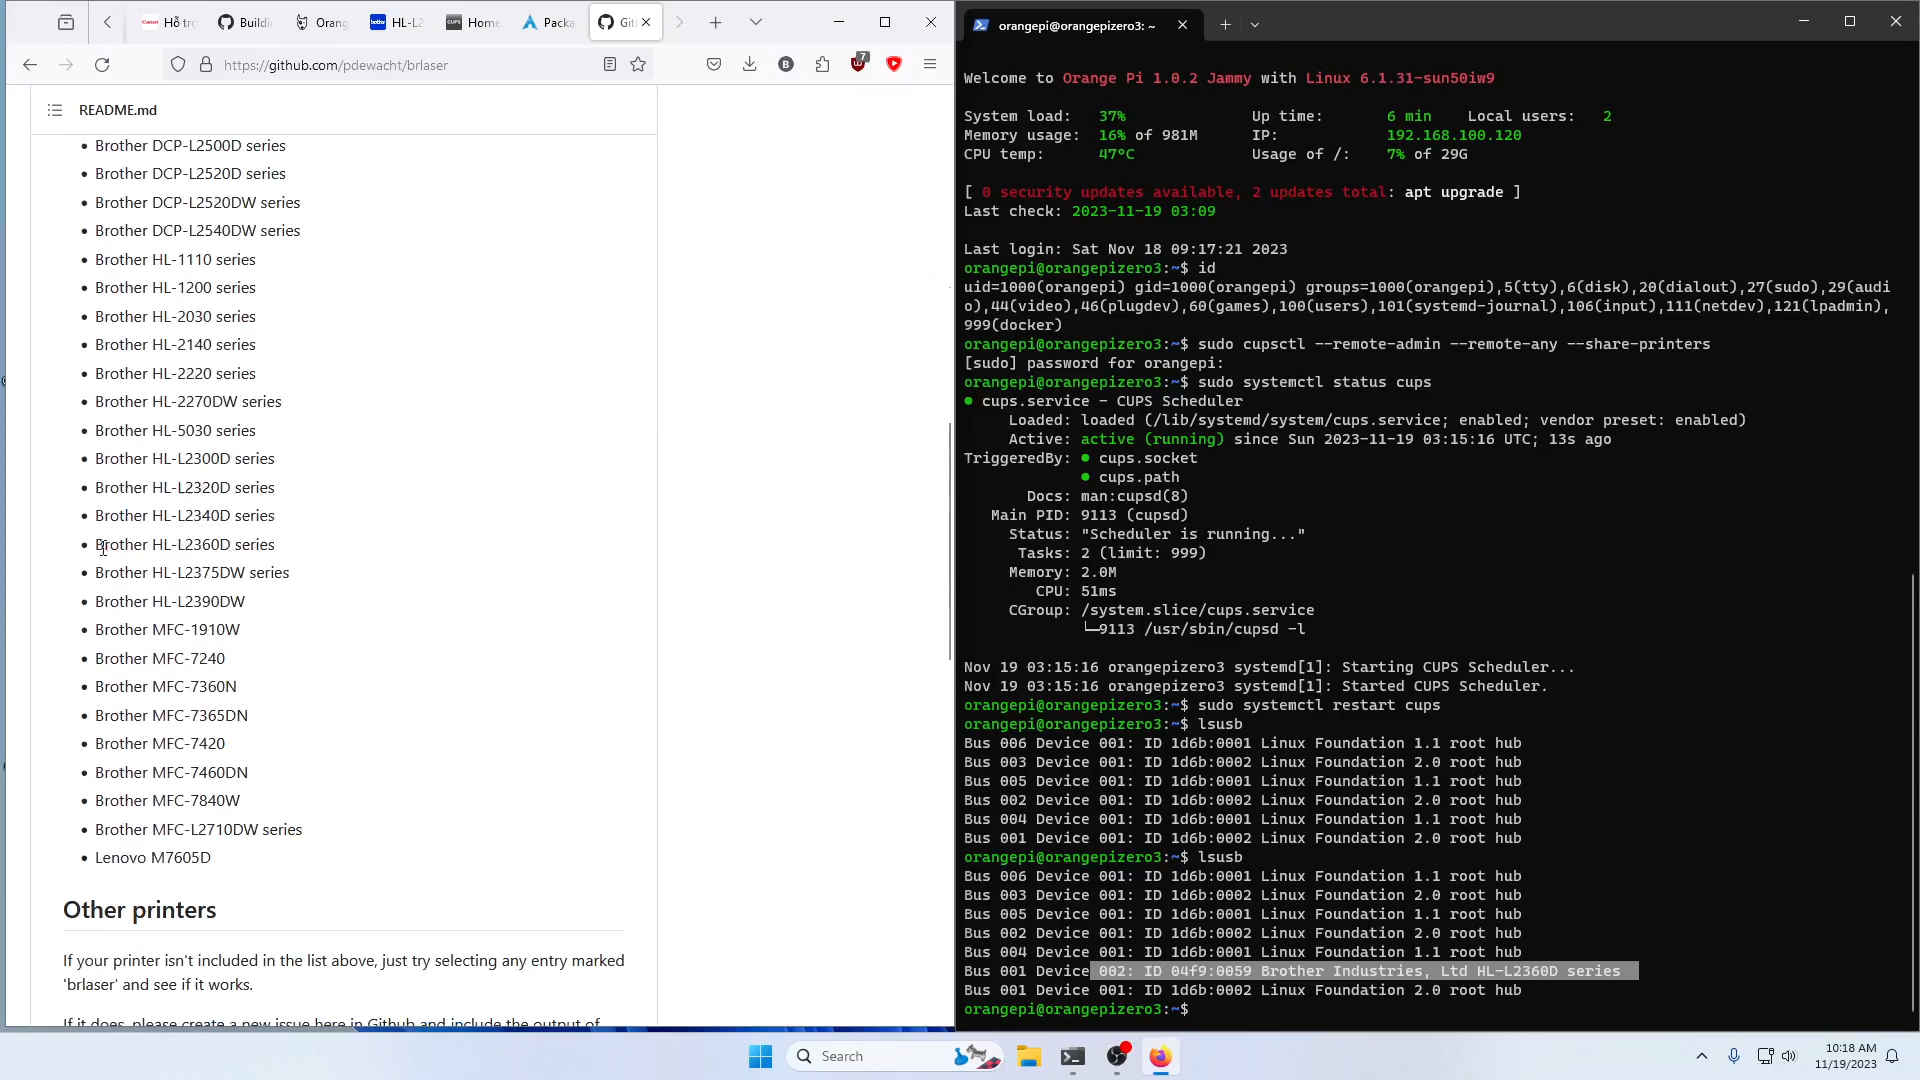 Hỗ tr
Buildi
Orang
HL-L2
Home
Packa
Git
https://github.com/pdewacht/brlaser
7
README.md
Brother DCP-L2500D series
Brother DCP-L2520D series
Brother DCP-L2520DW series
Brother DCP-L2540DW series
Brother HL-1110 series
Brother HL-1200 series
Brother HL-2030 series
Brother HL-2140 series
Brother HL-2220 series
Brother HL-2270DW series
Brother HL-5030 series
Brother HL-L2300D series
Brother HL-L2320D series
Brother HL-L2340D series
Brother HL-L2360D series
Brother HL-L2375DW series
Brother HL-L2390DW
Brother MFC-1910W
Brother MFC-7240
Brother MFC-7360N
Brother MFC-7365DN
Brother MFC-7420
Brother MFC-7460DN
Brother MFC-7840W
Brother MFC-L2710DW series
Lenovo M7605D
Other printers
If your printer isn't included in the list above, just try selecting any entry marked
'brlaser' and see if it works.
If it does, please create a new issue here in Github and include the output of
orangepi@orangepizero3: ~
Welcome to Orange Pi 1.0.2 Jammy with Linux 6.1.31-sun50iw9
System load: 37% Up time: 6 min Local users: 2
Memory usage: 16% of 981M IP: 192.168.100.120
CPU temp: 47°C Usage of /: 7% of 29G
[ 0 security updates available, 2 updates total: apt upgrade ]
Last check: 2023-11-19 03:09
Last login: Sat Nov 18 09:17:21 2023
orangepi@orangepizero3:~$ id
uid=1000(orangepi) gid=1000(orangepi) groups=1000(orangepi),5(tty),6(disk),20(dialout),27(sudo),29(audi
o),44(video),46(plugdev),60(games),100(users),101(systemd-journal),106(input),111(netdev),121(lpadmin),
999(docker)
orangepi@orangepizero3:~$ sudo cupsctl --remote-admin --remote-any --share-printers
[sudo] password for orangepi:
orangepi@orangepizero3:~$ sudo systemctl status cups
● cups.service - CUPS Scheduler
Loaded: loaded (/lib/systemd/system/cups.service; enabled; vendor preset: enabled)
Active: active (running) since Sun 2023-11-19 03:15:16 UTC; 13s ago
TriggeredBy: ● cups.socket
● cups.path
Docs: man:cupsd(8)
Main PID: 9113 (cupsd)
Status: "Scheduler is running..."
Tasks: 2 (limit: 999)
Memory: 2.0M
CPU: 51ms
CGroup: /system.slice/cups.service
└─9113 /usr/sbin/cupsd -l
Nov 19 03:15:16 orangepizero3 systemd[1]: Starting CUPS Scheduler...
Nov 19 03:15:16 orangepizero3 systemd[1]: Started CUPS Scheduler.
orangepi@orangepizero3:~$ sudo systemctl restart cups
orangepi@orangepizero3:~$ lsusb
Bus 006 Device 001: ID 1d6b:0001 Linux Foundation 1.1 root hub
Bus 003 Device 001: ID 1d6b:0002 Linux Foundation 2.0 root hub
Bus 005 Device 001: ID 1d6b:0001 Linux Foundation 1.1 root hub
Bus 002 Device 001: ID 1d6b:0002 Linux Foundation 2.0 root hub
Bus 004 Device 001: ID 1d6b:0001 Linux Foundation 1.1 root hub
Bus 001 Device 001: ID 1d6b:0002 Linux Foundation 2.0 root hub
orangepi@orangepizero3:~$ lsusb
Bus 006 Device 001: ID 1d6b:0001 Linux Foundation 1.1 root hub
Bus 003 Device 001: ID 1d6b:0002 Linux Foundation 2.0 root hub
Bus 005 Device 001: ID 1d6b:0001 Linux Foundation 1.1 root hub
Bus 002 Device 001: ID 1d6b:0002 Linux Foundation 2.0 root hub
Bus 004 Device 001: ID 1d6b:0001 Linux Foundation 1.1 root hub
Bus 001 Device 002: ID 04f9:0059 Brother Industries, Ltd HL-L2360D series
Bus 001 Device 001: ID 1d6b:0002 Linux Foundation 2.0 root hub
orangepi@orangepizero3:~$
Search
10:18 AM
11/19/2023